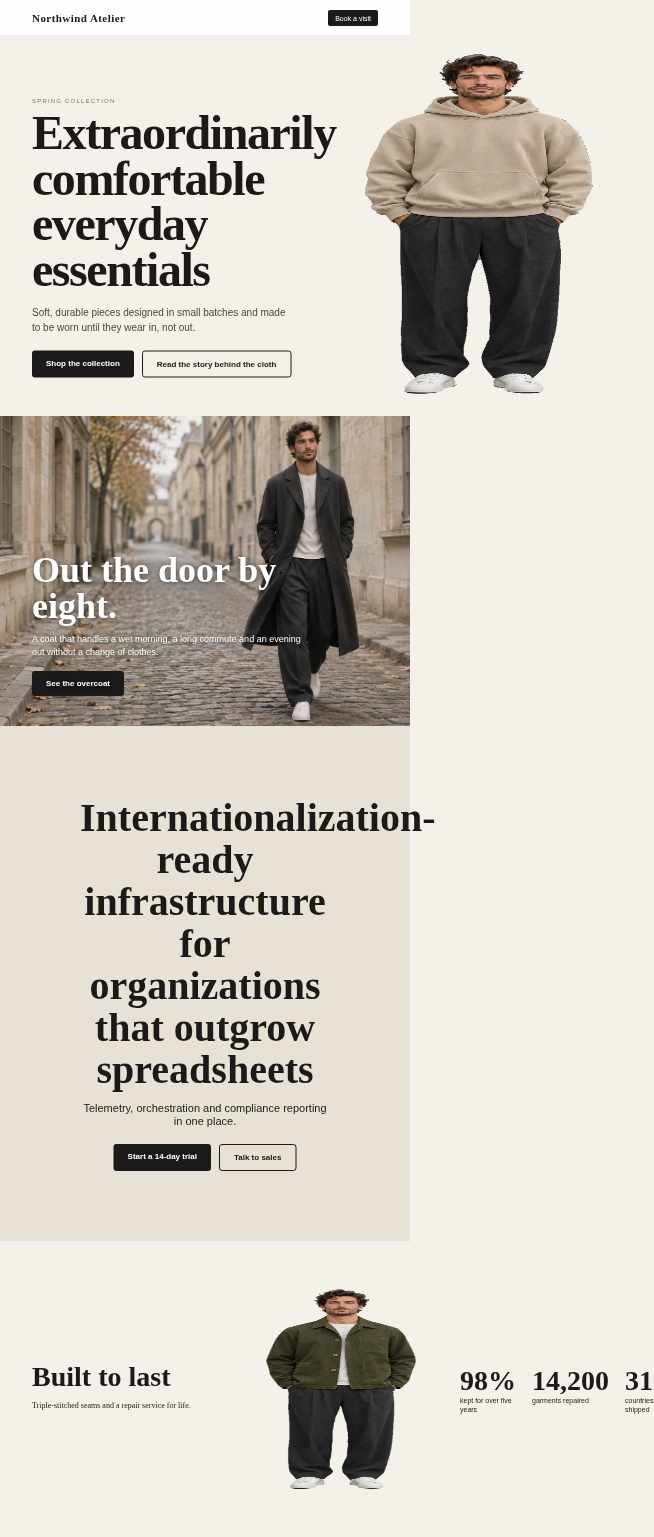 Northwind Atelier
Book a visit
SPRING COLLECTION
Extraordinarily
comfortable
everyday
essentials
Soft, durable pieces designed in small batches and made
to be worn until they wear in, not out.
Shop the collection
Read the story behind the cloth
Out the door by
eight.
A coat that handles a wet morning, a long commute and an evening
out without a change of clothes.
See the overcoat
Internationalization-
ready
infrastructure
for
organizations
that outgrow
spreadsheets
Telemetry, orchestration and compliance reporting
in one place.
Start a 14-day trial
Talk to sales
Built to last
Triple-stitched seams and a repair service for life.
98%
kept for over five
years
14,200
garments repaired
31
countries
shipped